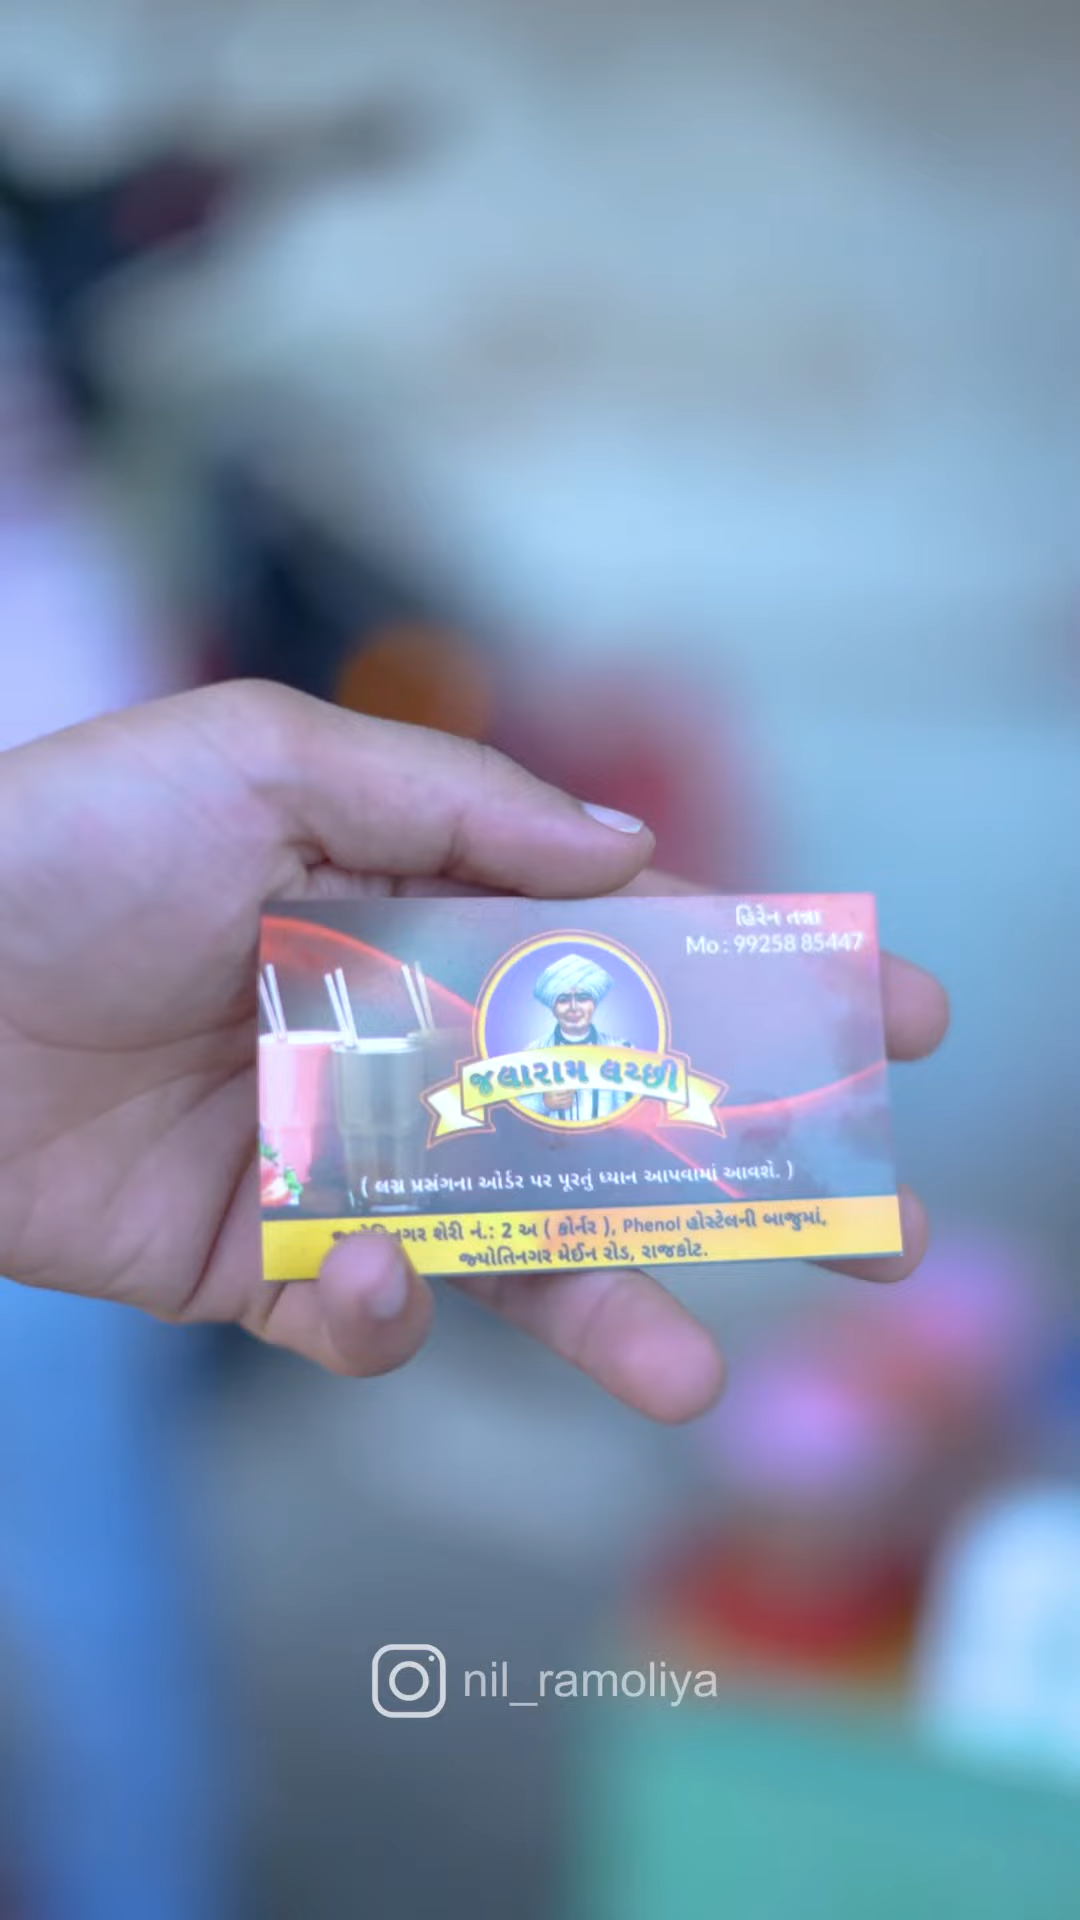 હિરેન તન્ના
Mo : 99258 85447
જલારામ લચ્છી
( લગ્ન પ્રસંગના ઓર્ડર પર પૂરતું ધ્યાન આપવામાં આવશે. )
શેરી નં.: 2 અ ( કોર્નર ), Phenol હોસ્ટેલની બાજુમાં,
જ્યોતિનગર મેઈન રોડ, રાજકોટ.
nil_ramoliya